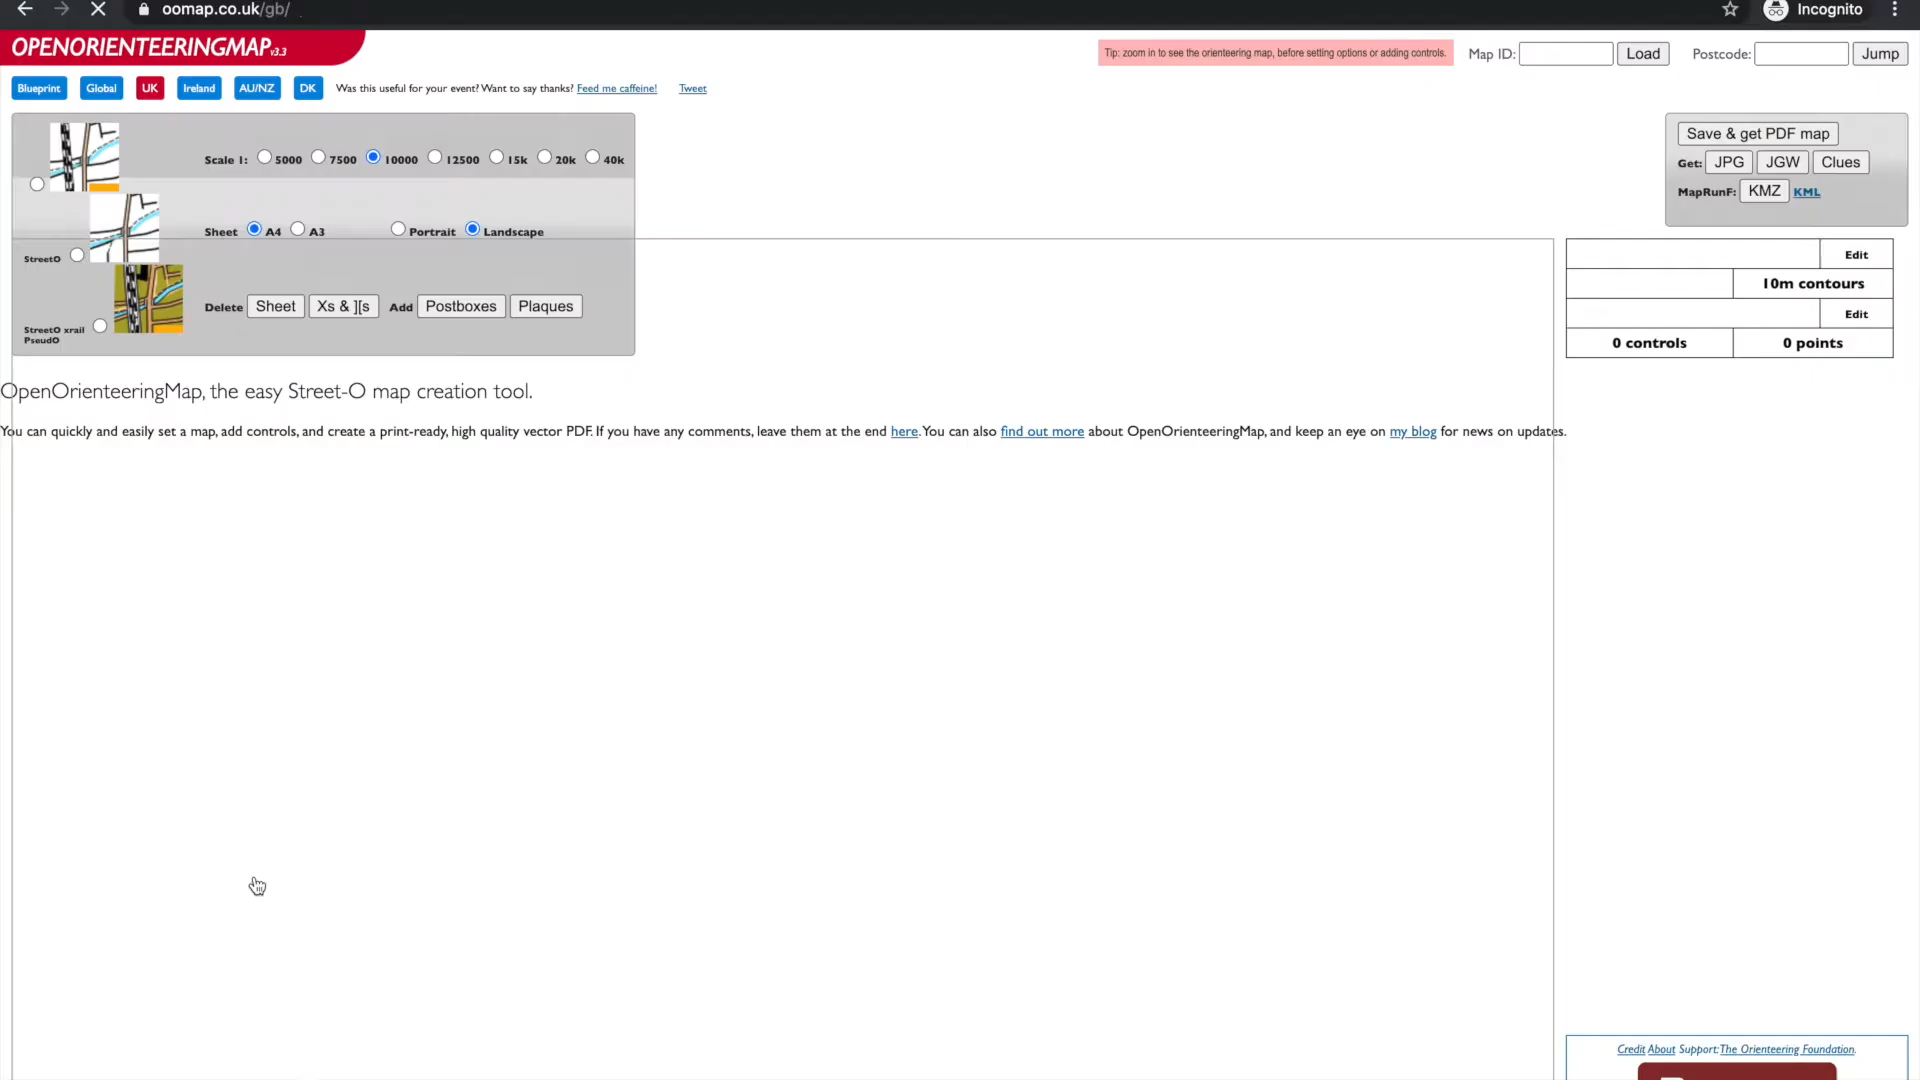 oomap.co.uk/gb/
Incognito
OPENORIENTEERINGMAP v3.3
Tip: zoom in to see the orienteering map, before setting options or adding controls.
Map ID: Load Postcode: Jump
Blueprint Global UK Ireland AU/NZ DK Was this useful for your event? Want to say thanks? Feed me caffeine! Tweet
Scale 1: 5000 7500 10000 12500 15k 20k 40k
Sheet A4 A3 Portrait Landscape
StreetO
Delete Sheet Xs & ][s Add Postboxes Plaques
StreetO xrail
PseudO
Save & get PDF map
Get: JPG JGW Clues
MapRunF: KMZ KML
Edit
10m contours
Edit
0 controls 0 points
OpenOrienteeringMap, the easy Street-O map creation tool.
You can quickly and easily set a map, add controls, and create a print-ready, high quality vector PDF. If you have any comments, leave them at the end here. You can also find out more about OpenOrienteeringMap, and keep an eye on my blog for news on updates.
Credit About Support: The Orienteering Foundation.